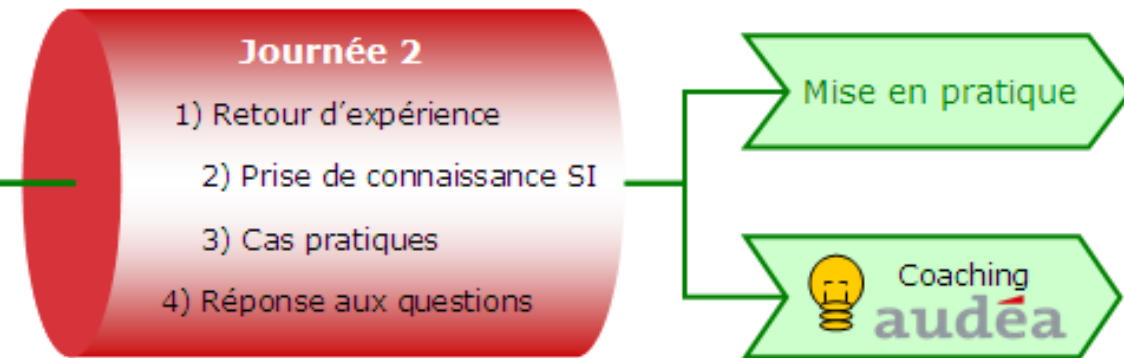 Journée 2
1) Retour d'expérience
2) Prise de connaissance SI
3) Cas pratiques
4) Réponse aux questions
Mise en pratique
Coaching
audéa